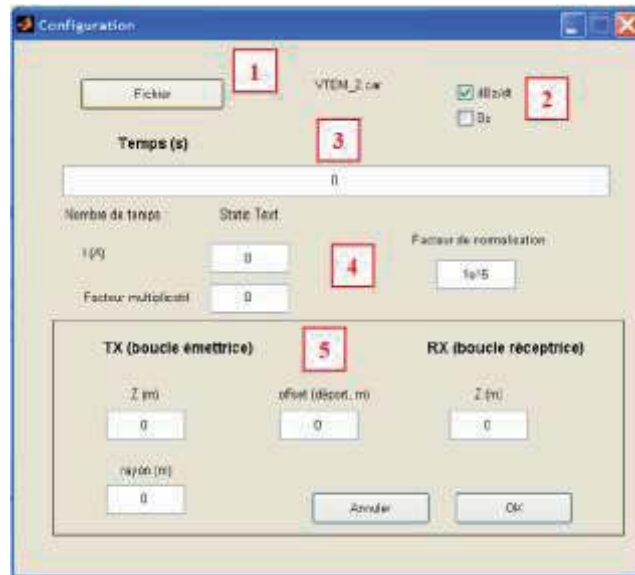 Configuration
1
Fichier
VTEM_2.car
dBz/dt
Bz
2
Temps (s)
3
0
Nombre de temps
Static Text
I (A)
0
4
Facteur de normalisation
1e15
Facteur multiplicatif
0
TX (boucle émettrice)
5
RX (boucle réceptrice)
Z (m)
offset (déport, m)
Z (m)
0
0
0
rayon (m)
0
Annuler
OK